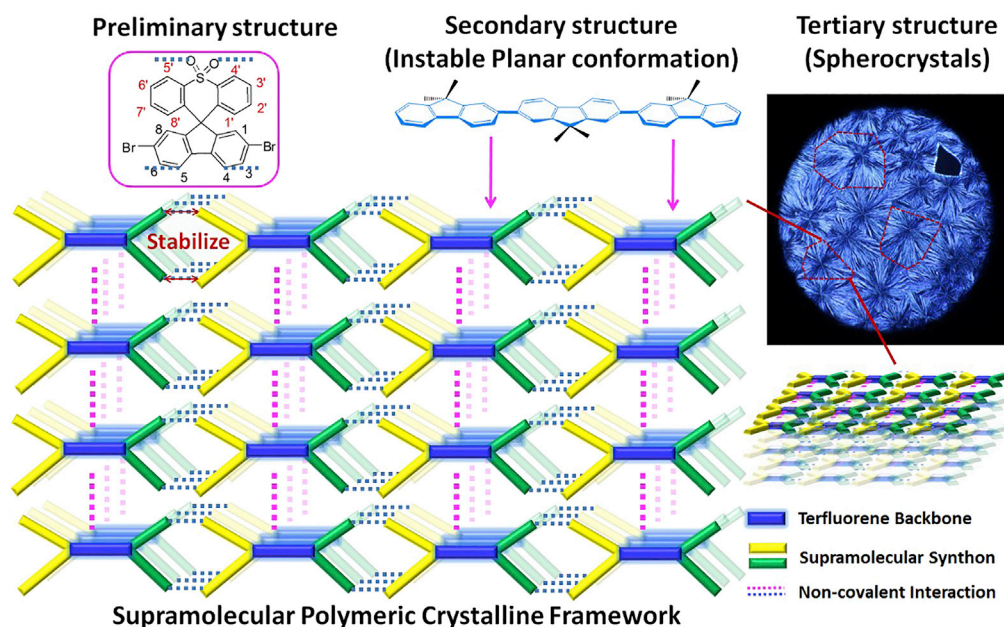 Preliminary structure
Secondary structure
(Instable Planar conformation)
Tertiary structure
(Spherocrystals)
O O
S
5' 4'
6' 3'
7' 2'
8' 1'
8 1
Br Br
6 5 4 3
Stabilize
Terfluorene Backbone
Supramolecular Synthon
Non-covalent Interaction
Supramolecular Polymeric Crystalline Framework